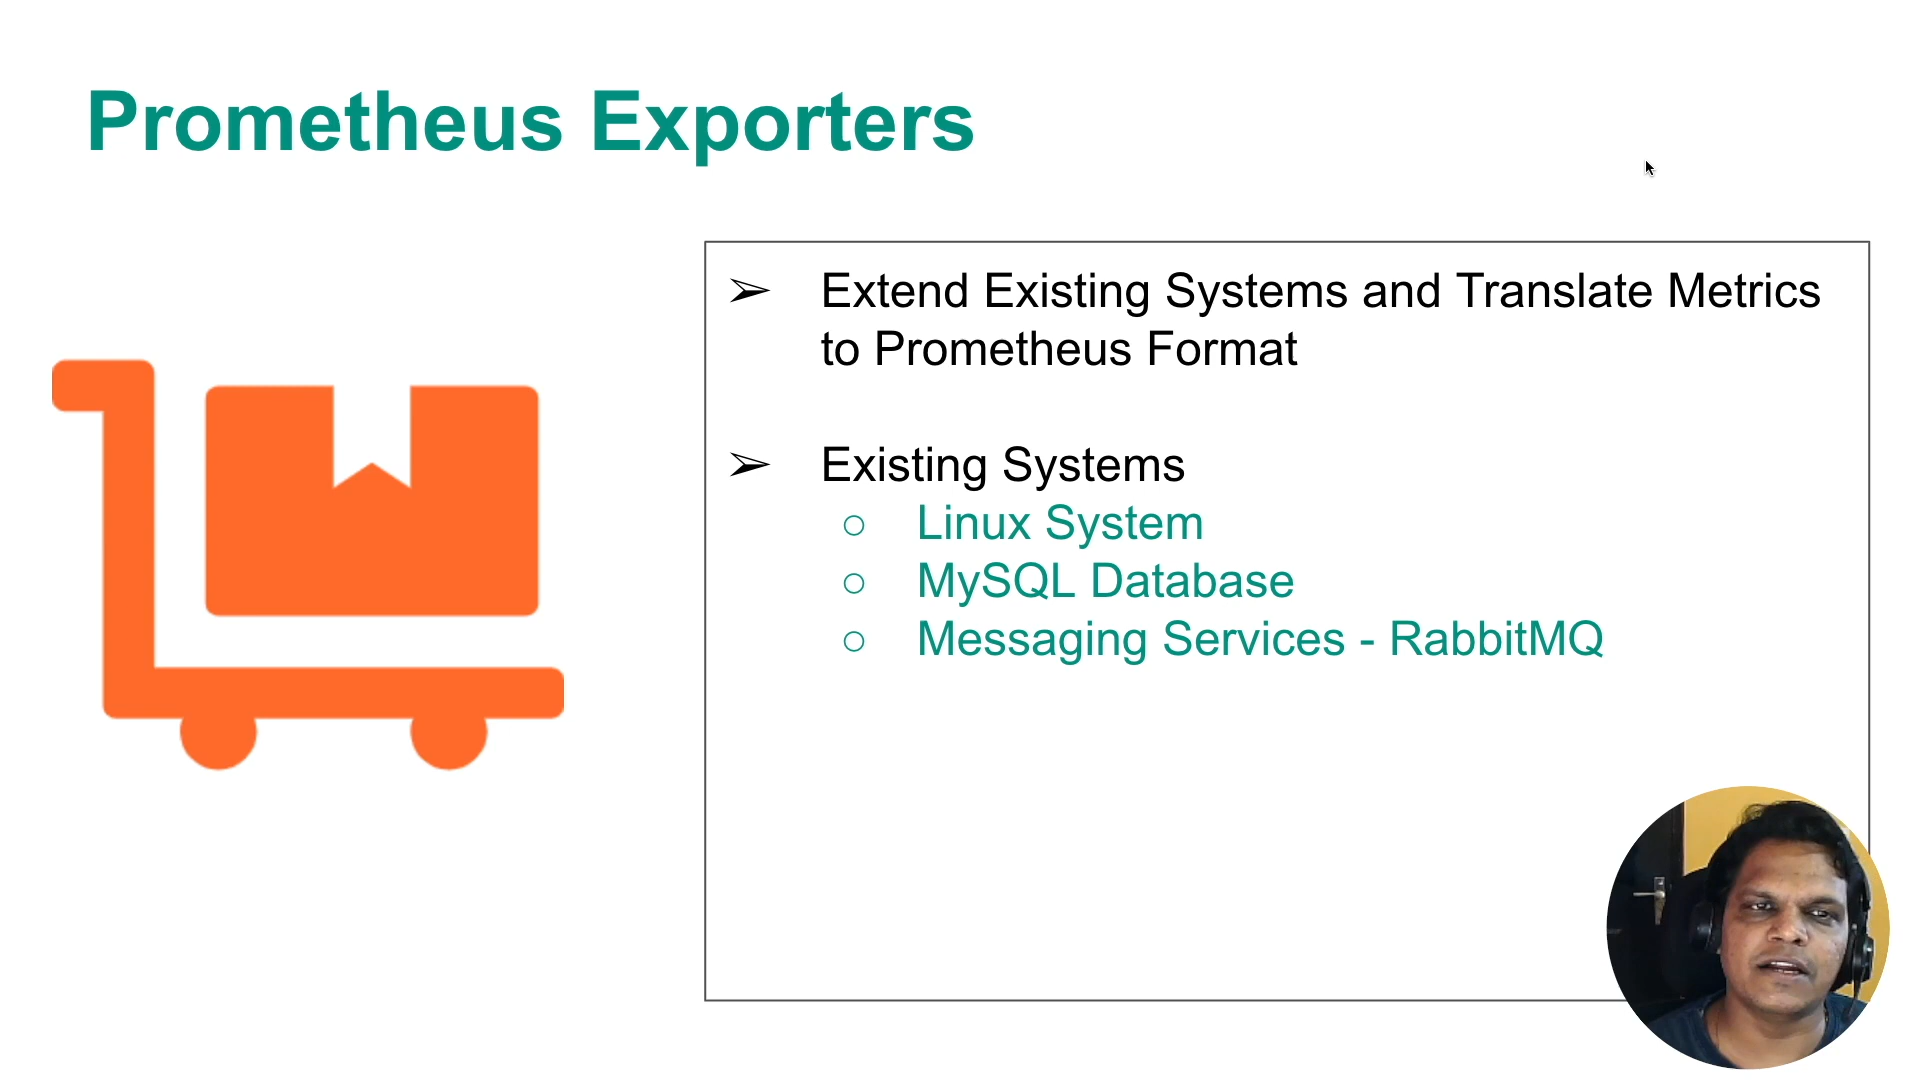 Prometheus Exporters
➢ Extend Existing Systems and Translate Metrics
to Prometheus Format
➢ Existing Systems
○ Linux System
○ MySQL Database
○ Messaging Services - RabbitMQ